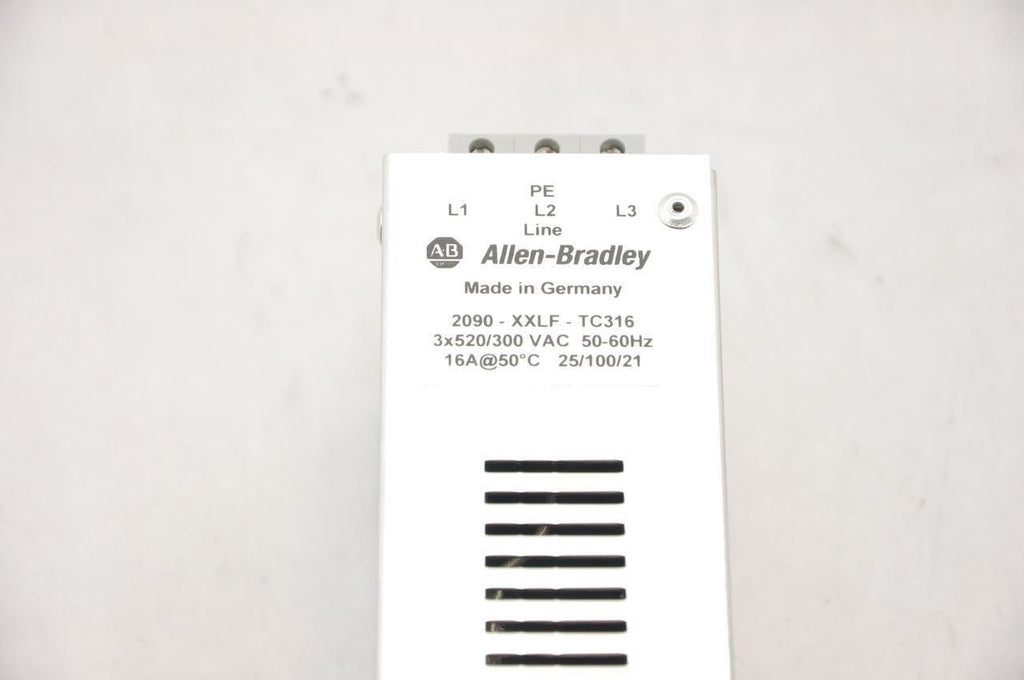 PE
L1 L2 L3
Line
A-B Allen-Bradley
Made in Germany
2090 - XXLF - TC316
3x520/300 VAC 50-60Hz
16A@50°C 25/100/21